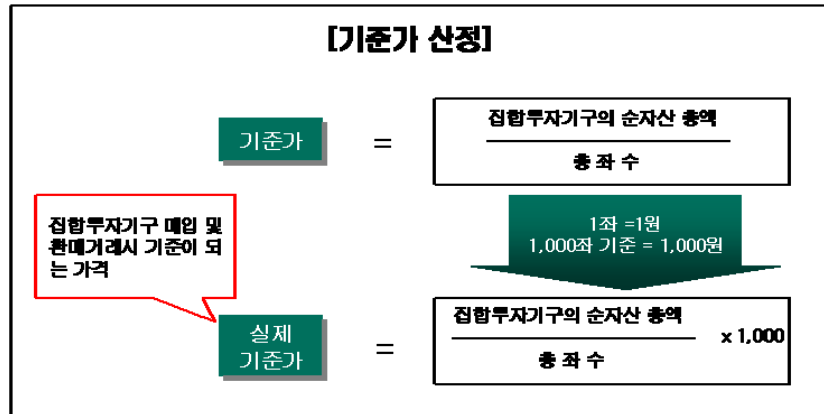 [기준가 산정]
기준가
=
집합투자기구의 순자산 총액
총 좌 수
집합투자기구 매입 및
환매거래시 기준이 되
는 가격
1좌 =1원
1,000좌 기준 = 1,000원
실제
기준가
=
집합투자기구의 순자산 총액
총 좌 수
x 1,000